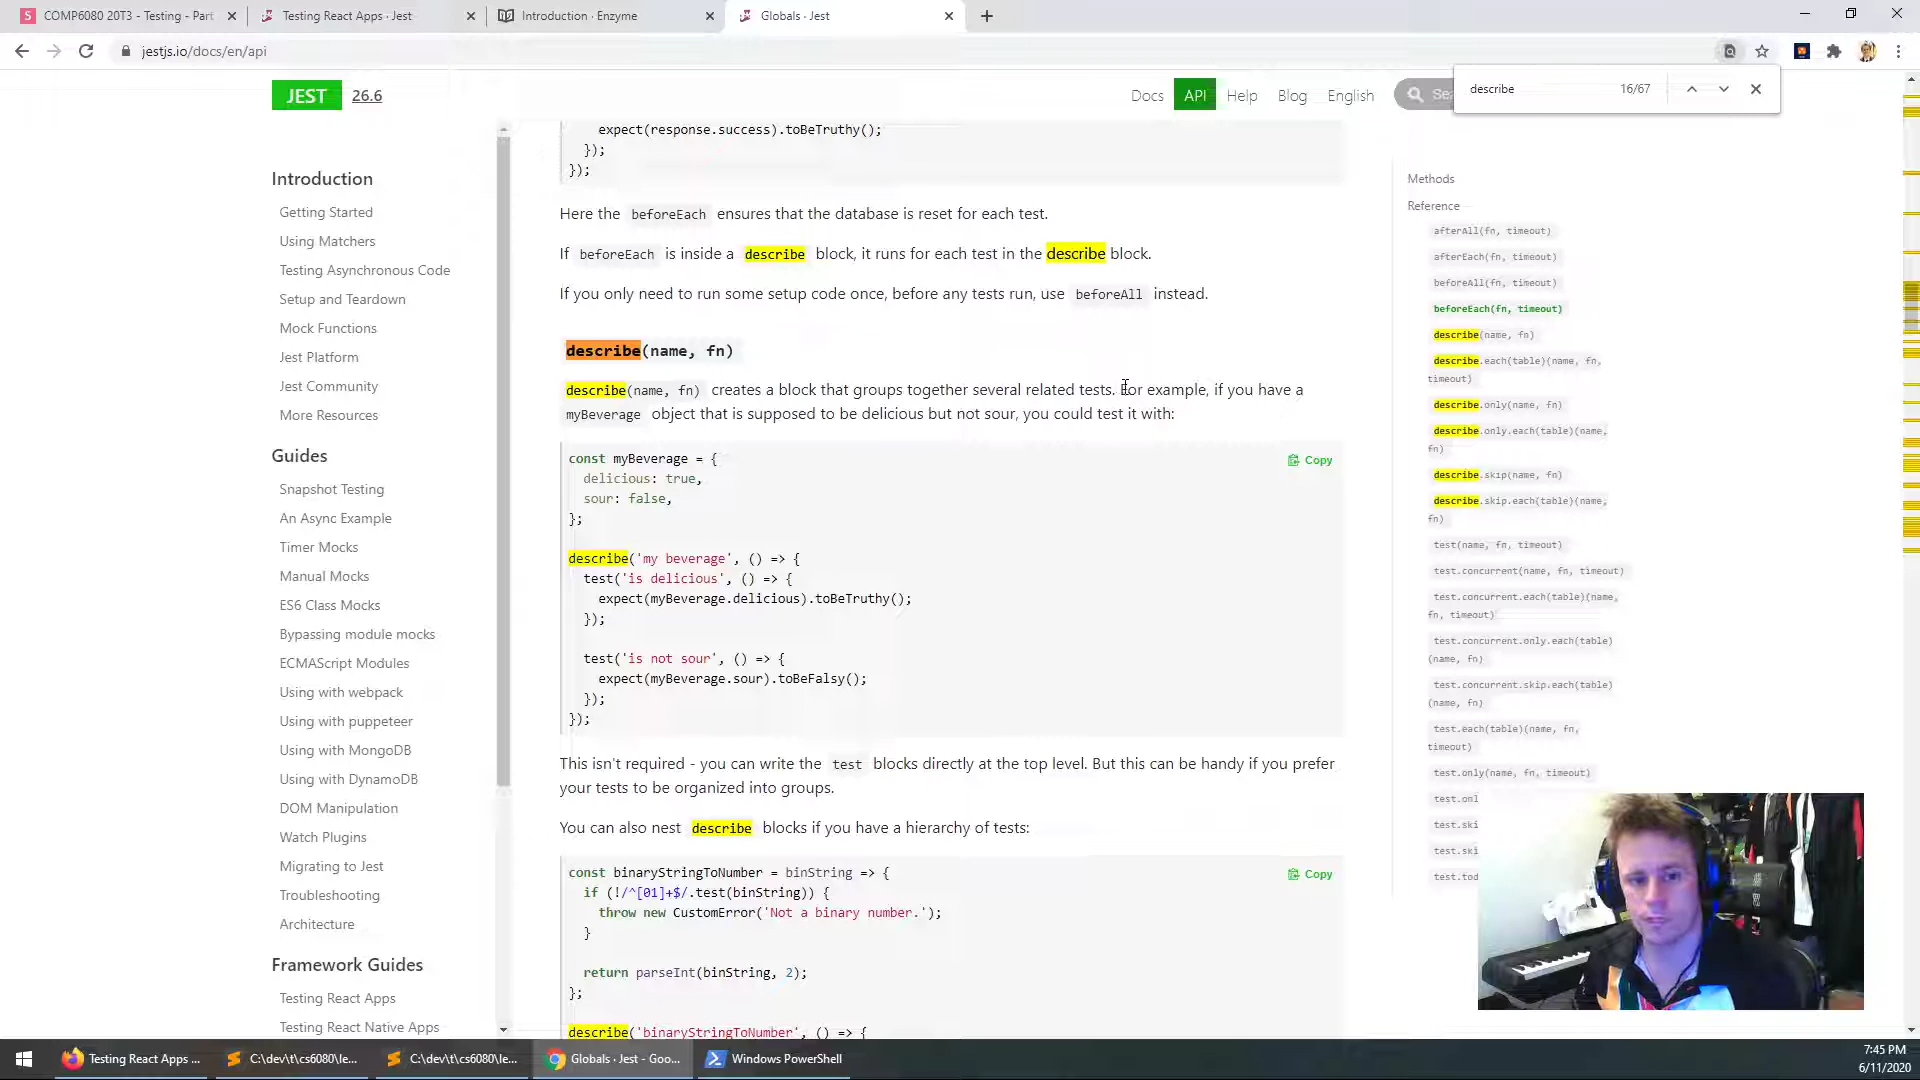 COMP6080 20T3 - Testing - Part
Testing React Apps · Jest
Introduction · Enzyme
Globals · Jest
jestjs.io/docs/en/api
describe
16/67
JEST
26.6
Docs
API
Help
Blog
English
Sea
Introduction
Getting Started
Using Matchers
Testing Asynchronous Code
Setup and Teardown
Mock Functions
Jest Platform
Jest Community
More Resources
Guides
Snapshot Testing
An Async Example
Timer Mocks
Manual Mocks
ES6 Class Mocks
Bypassing module mocks
ECMAScript Modules
Using with webpack
Using with puppeteer
Using with MongoDB
Using with DynamoDB
DOM Manipulation
Watch Plugins
Migrating to Jest
Troubleshooting
Architecture
Framework Guides
Testing React Apps
Testing React Native Apps
expect(response.success).toBeTruthy();
});
});
Here the beforeEach ensures that the database is reset for each test.
If beforeEach is inside a describe block, it runs for each test in the describe block.
If you only need to run some setup code once, before any tests run, use beforeAll instead.
describe(name, fn)
describe(name, fn) creates a block that groups together several related tests. For example, if you have a
myBeverage object that is supposed to be delicious but not sour, you could test it with:
Copy
const myBeverage = {
delicious: true,
sour: false,
};
describe('my beverage', () => {
test('is delicious', () => {
expect(myBeverage.delicious).toBeTruthy();
});
test('is not sour', () => {
expect(myBeverage.sour).toBeFalsy();
});
});
This isn't required - you can write the test blocks directly at the top level. But this can be handy if you prefer
your tests to be organized into groups.
You can also nest describe blocks if you have a hierarchy of tests:
Copy
const binaryStringToNumber = binString => {
if (!/^[01]+$/.test(binString)) {
throw new CustomError('Not a binary number.');
}
return parseInt(binString, 2);
};
describe('binaryStringToNumber', () => {
Methods
Reference
afterAll(fn, timeout)
afterEach(fn, timeout)
beforeAll(fn, timeout)
beforeEach(fn, timeout)
describe(name, fn)
describe.each(table)(name, fn,
timeout)
describe.only(name, fn)
describe.only.each(table)(name,
fn)
describe.skip(name, fn)
describe.skip.each(table)(name,
fn)
test(name, fn, timeout)
test.concurrent(name, fn, timeout)
test.concurrent.each(table)(name,
fn, timeout)
test.concurrent.only.each(table)
(name, fn)
test.concurrent.skip.each(table)
(name, fn)
test.each(table)(name, fn,
timeout)
test.only(name, fn, timeout)
test.onl
test.ski
test.ski
test.tod
Testing React Apps ...
C:\dev\t\cs6080\le...
C:\dev\t\cs6080\le...
Globals · Jest - Goo...
Windows PowerShell
7:45 PM
6/11/2020